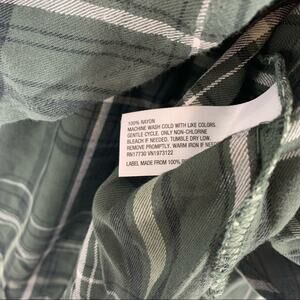 100% RAYON
MACHINE WASH COLD WITH LIKE COLORS.
GENTLE CYCLE. ONLY NON-CHLORINE
BLEACH IF NEEDED. TUMBLE DRY LOW.
REMOVE PROMPTLY. WARM IRON IF NEE
RN17730 VN1973122
LABEL MADE FROM 100%